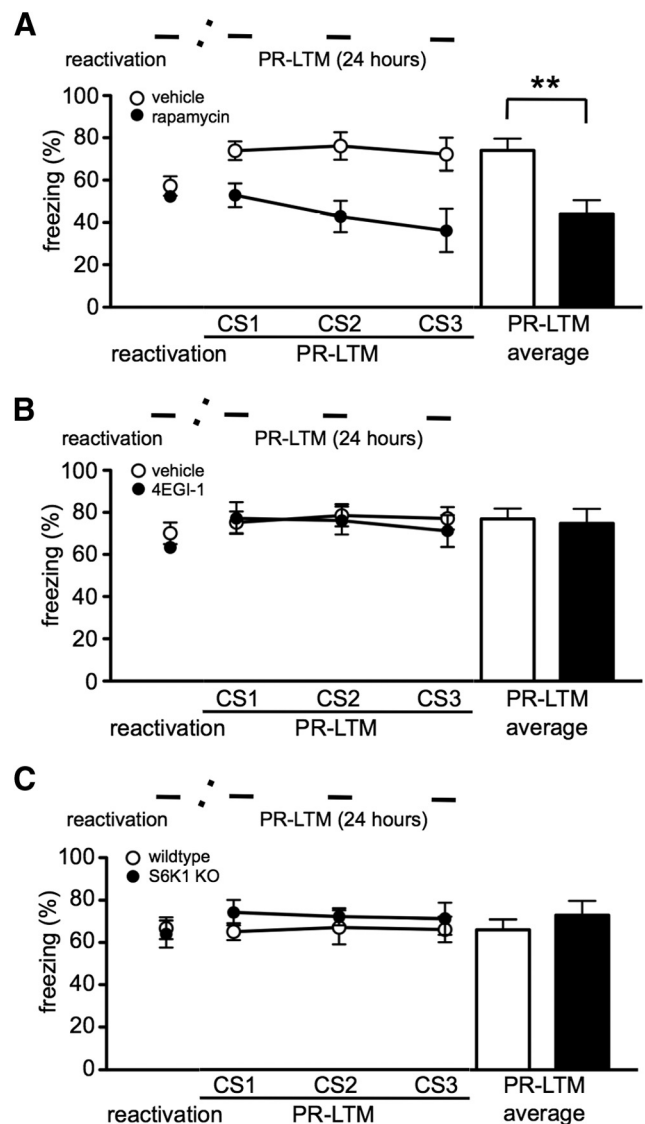 A
reactivation PR-LTM (24 hours)
100
80
60
40
20
0
freezing (%)
vehicle
rapamycin
**
CS1 CS2 CS3 PR-LTM
reactivation PR-LTM average
B
reactivation PR-LTM (24 hours)
100
80
60
40
20
0
freezing (%)
vehicle
4EGI-1
CS1 CS2 CS3 PR-LTM
reactivation PR-LTM average
C
reactivation PR-LTM (24 hours)
100
80
60
40
20
0
freezing (%)
wildtype
S6K1 KO
CS1 CS2 CS3 PR-LTM
reactivation PR-LTM average